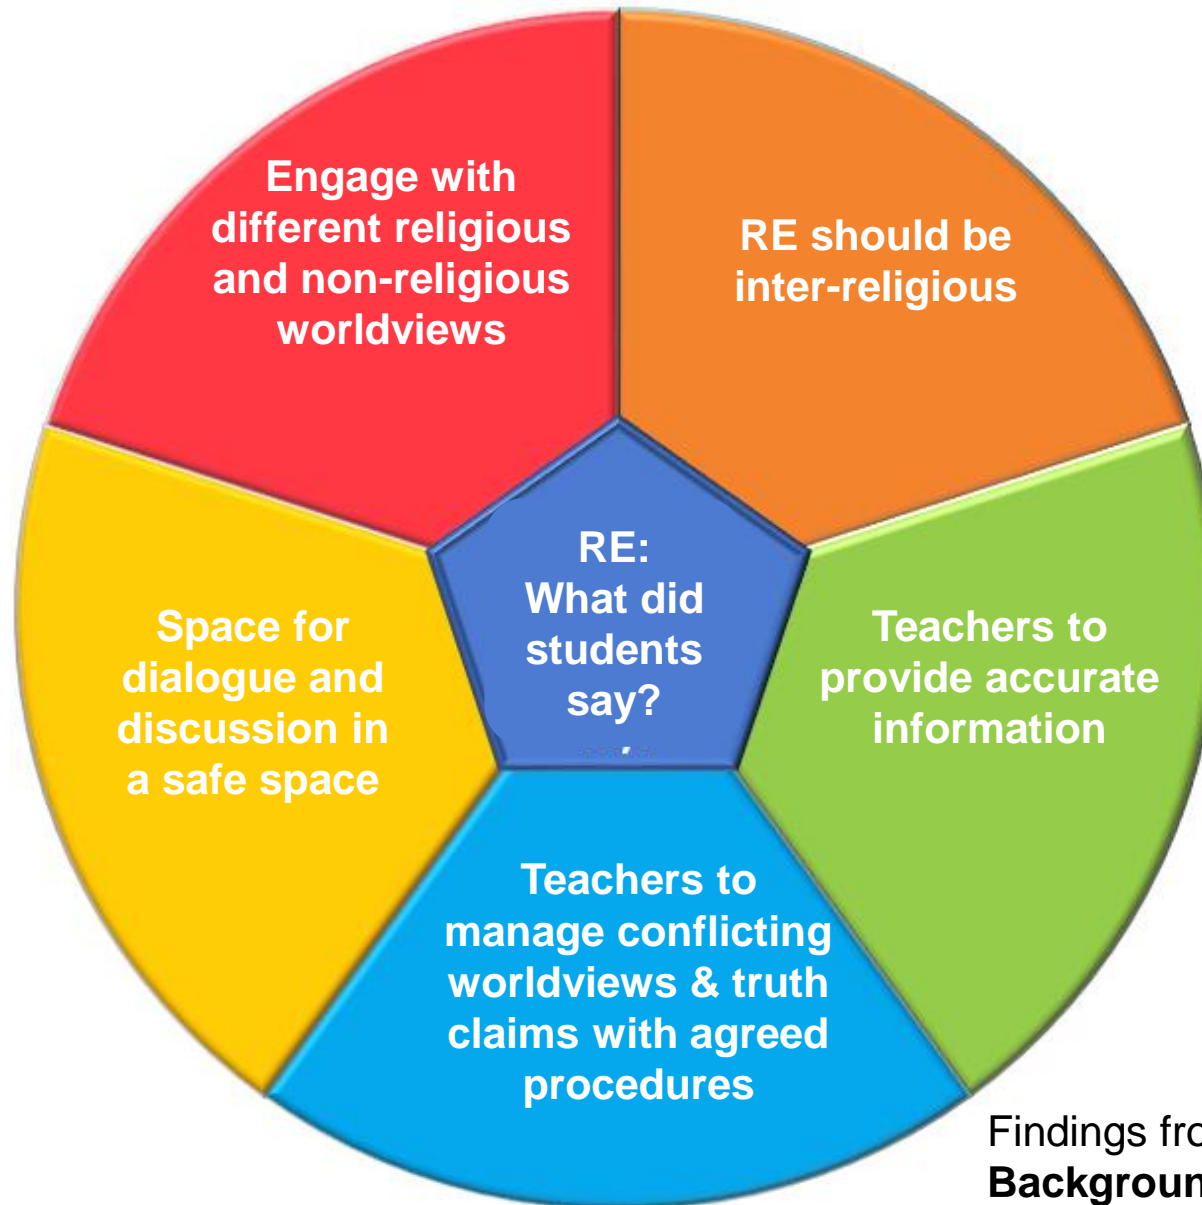 Engage with
different religious
and non-religious
worldviews
RE should be
inter-religious
RE:
What did
students
say?
Space for
dialogue and
discussion in
a safe space
Teachers to
provide accurate
information
Teachers to
manage conflicting
worldviews & truth
claims with agreed
procedures
Findings